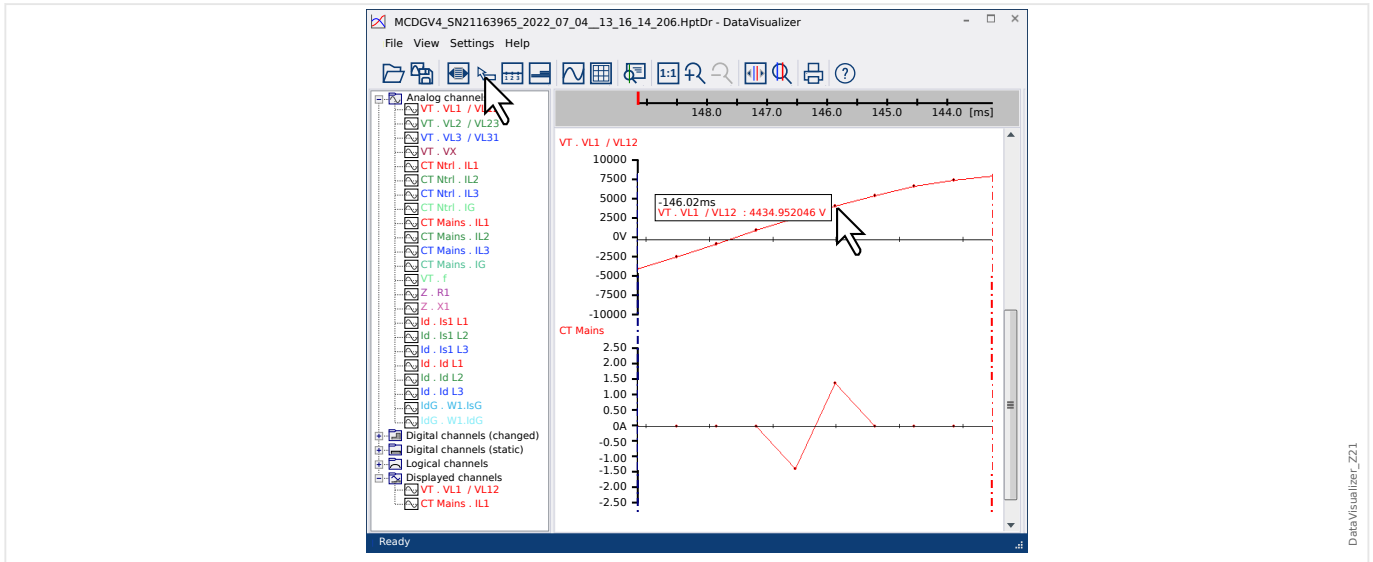 MCDGV4_SN21163965_2022_07_04__13_16_14_206.HptDr - DataVisualizer
File View Settings Help
1 2 3
1:1
Analog channel
VT . VL1 / VL
VT . VL2 / VL23
VT . VL3 / VL31
VT . VX
CT Ntrl . IL1
CT Ntrl . IL2
CT Ntrl . IL3
CT Ntrl . IG
CT Mains . IL1
CT Mains . IL2
CT Mains . IL3
CT Mains . IG
VT . f
Z . R1
Z . X1
Id . Is1 L1
Id . Is1 L2
Id . Is1 L3
Id . Id L1
Id . Id L2
Id . Id L3
IdG . W1.IsG
IdG . W1.IdG
Digital channels (changed)
Digital channels (static)
Logical channels
Displayed channels
VT . VL1 / VL12
CT Mains . IL1
148.0 147.0 146.0 145.0 144.0 [ms]
VT . VL1 / VL12
10000
7500
5000
2500
0V
-2500
-5000
-7500
-10000
-146.02ms
VT . VL1 / VL12 : 4434.952046 V
CT Mains
2.50
2.00
1.50
1.00
0.50
0A
-0.50
-1.00
-1.50
-2.00
-2.50
Ready
DataVisualizer_Z21